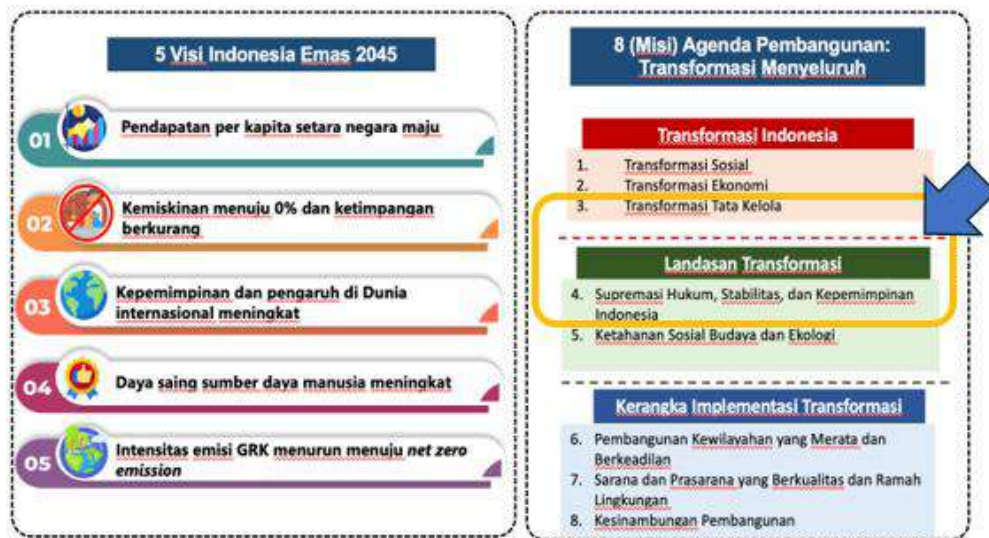 5 Visi Indonesia Emas 2045
01
Pendapatan per kapita setara negara maju
02
Kemiskinan menuju 0% dan ketimpangan
berkurang
03
Kepemimpinan dan pengaruh di Dunia
internasional meningkat
04
Daya saing sumber daya manusia meningkat
05
Intensitas emisi GRK menurun menuju net zero
emission
8 (Misi) Agenda Pembangunan:
Transformasi Menyeluruh
Transformasi Indonesia
1. Transformasi Sosial
2. Transformasi Ekonomi
3. Transformasi Tata Kelola
Landasan Transformasi
4. Supremasi Hukum, Stabilitas, dan Kepemimpinan
Indonesia
5. Ketahanan Sosial Budaya dan Ekologi
Kerangka Implementasi Transformasi
6. Pembangunan Kewilayahan yang Merata dan
Berkeadilan
7. Sarana dan Prasarana yang Berkualitas dan Ramah
Lingkungan
8. Kesinambungan Pembangunan